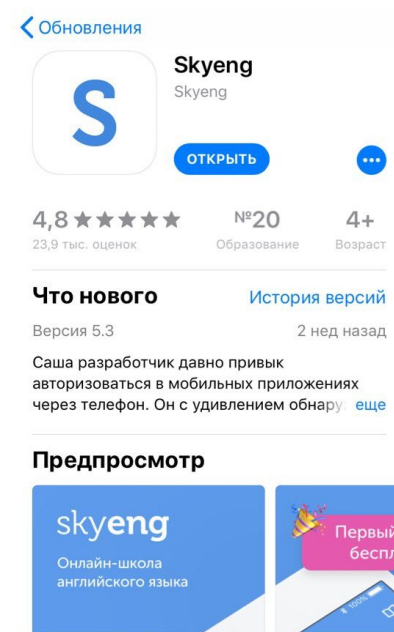 Обновления
S
Skyeng
Skyeng
ОТКРЫТЬ
4,8 ★★★★★
№20
4+
23,9 тыс. оценок
Образование
Возраст
Что нового
История версий
Версия 5.3
2 нед назад
Саша разработчик давно привык
авторизоваться в мобильных приложениях
через телефон. Он с удивлением обнару еще
Предпросмотр
skyeng
Онлайн-школа
английского языка
Первый
беспл
100%